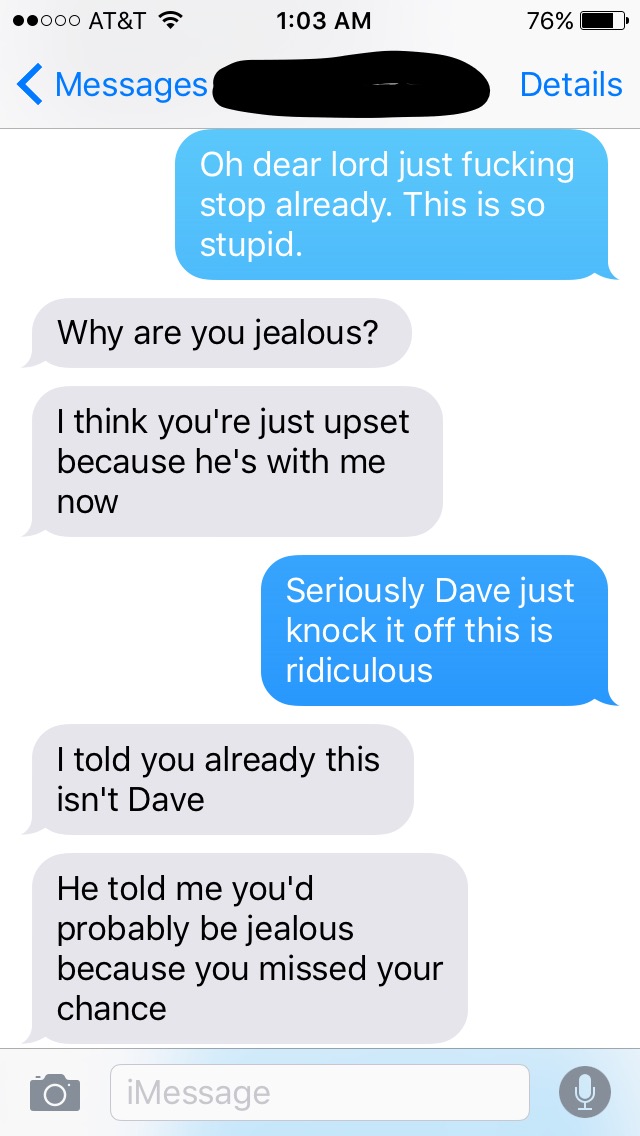 AT&T 1:03 AM 76%
Messages Details
Oh dear lord just fucking
stop already. This is so
stupid.
Why are you jealous?
I think you're just upset
because he's with me
now
Seriously Dave just
knock it off this is
ridiculous
I told you already this
isn't Dave
He told me you'd
probably be jealous
because you missed your
chance
iMessage